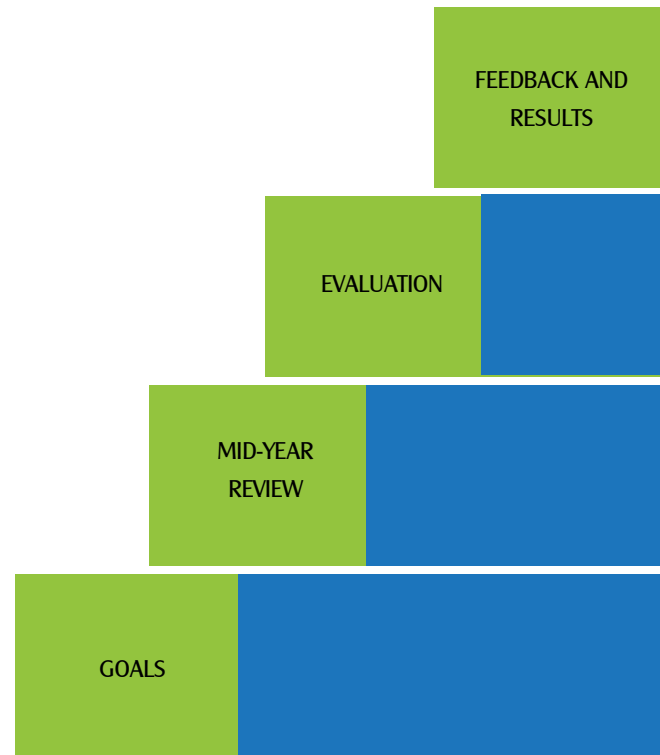 FEEDBACK AND
RESULTS
EVALUATION
MID-YEAR
REVIEW
GOALS